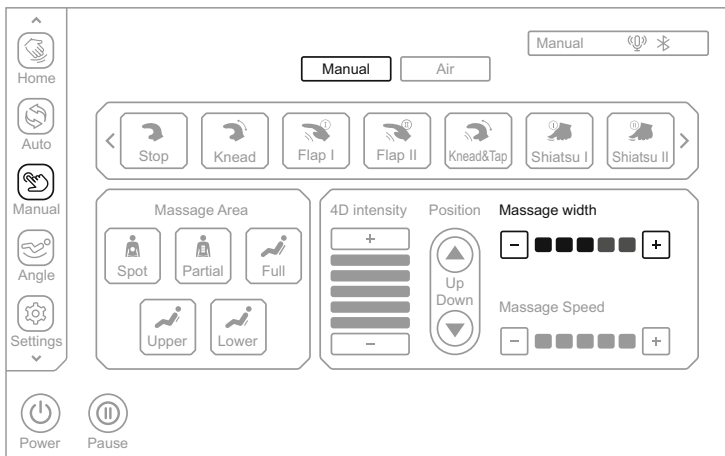 Manual
Manual Air
Home
Auto
Manual
Angle
Settings
Stop Knead Flap I Flap II Knead&Tap Shiatsu I Shiatsu II
Massage Area
Spot Partial Full
Upper Lower
4D intensity Position Massage width
+
- +
Up
Down
Massage Speed
- +
-
Power Pause